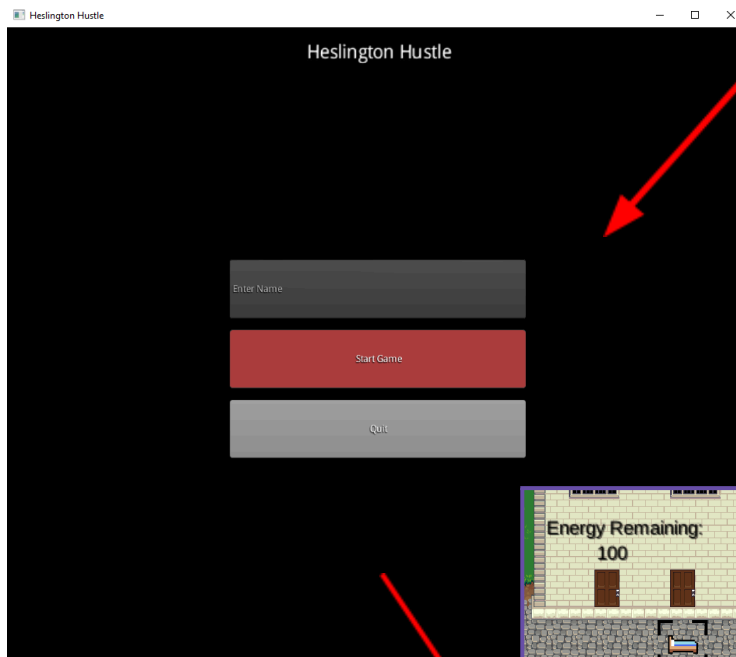 Heslington Hustle
Heslington Hustle
Enter Name
Start Game
Quit
Energy Remaining:
100